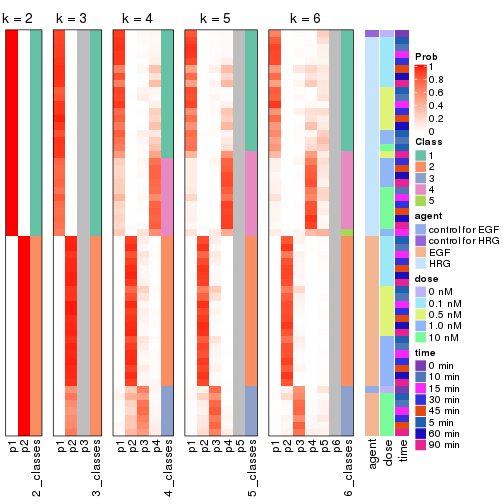 k = 2 k = 3 k = 4 k = 5 k = 6
Prob
1
0.8
0.6
0.4
0.2
0
Class
1
2
3
4
5
agent
control for EGF
control for HRG
EGF
HRG
dose
0 nM
0.1 nM
0.5 nM
1.0 nM
10 nM
time
0 min
10 min
15 min
30 min
45 min
5 min
60 min
90 min
p1 p2 2_classes p1 p2 p3 3_classes p1 p2 p3 p4 4_classes p1 p2 p3 p4 p5 5_classes p1 p2 p3 p4 p5 p6 6_classes agent dose time